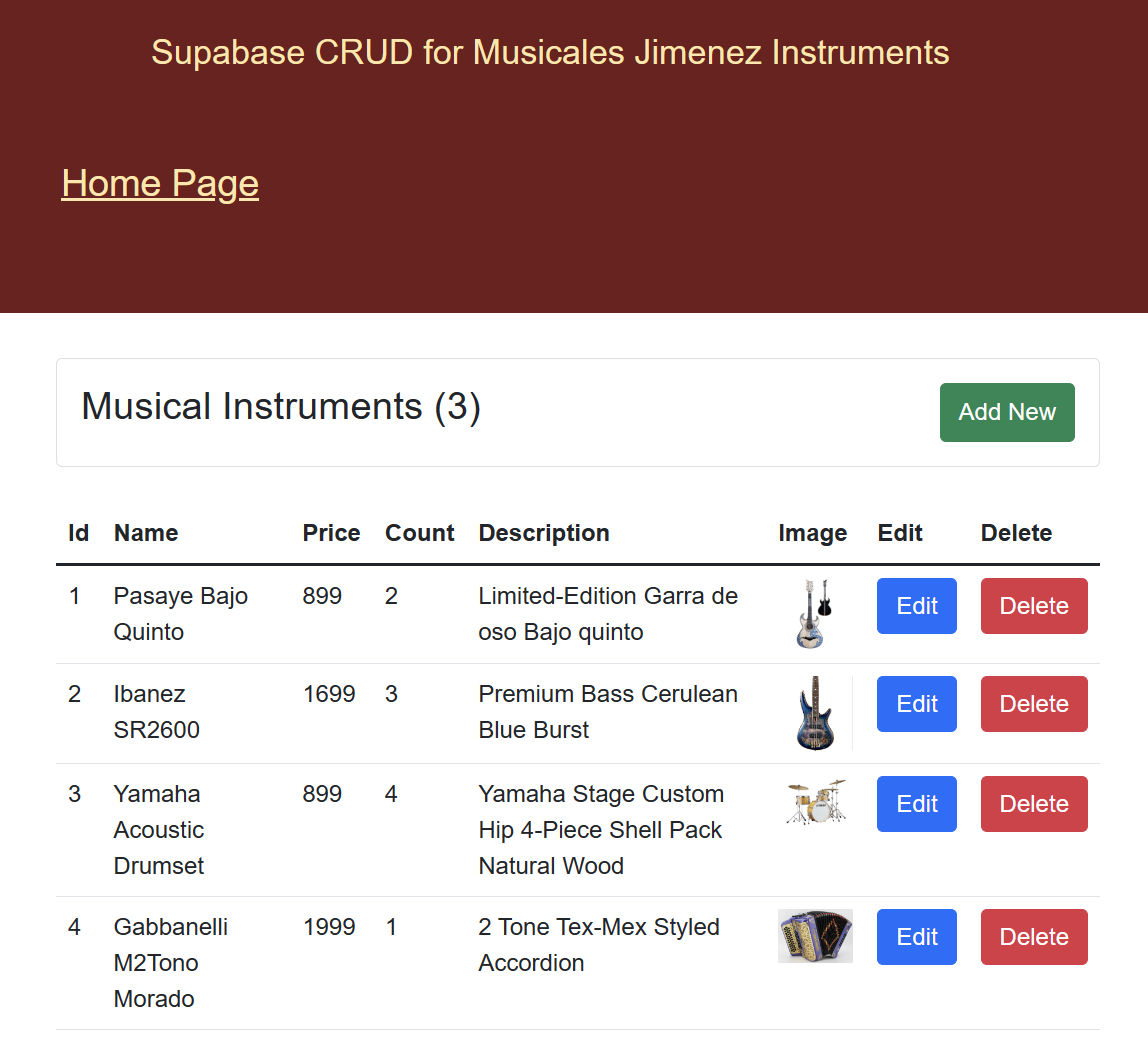 Supabase CRUD for Musicales Jimenez Instruments
Home Page
Musical Instruments (3)
Add New
Id Name Price Count Description Image Edit Delete
1 Pasaye Bajo 899 2 Limited-Edition Garra de Edit Delete
Quinto oso Bajo quinto
2 Ibanez 1699 3 Premium Bass Cerulean Edit Delete
SR2600 Blue Burst
3 Yamaha 899 4 Yamaha Stage Custom Edit Delete
Acoustic Hip 4-Piece Shell Pack
Drumset Natural Wood
4 Gabbanelli 1999 1 2 Tone Tex-Mex Styled Edit Delete
M2Tono Accordion
Morado